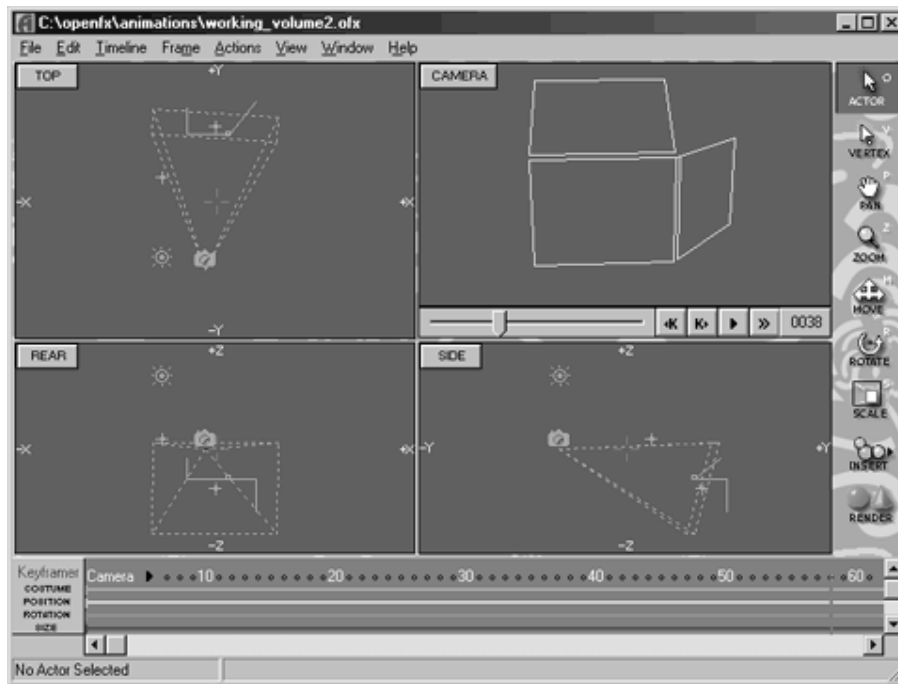 C:\openfx\animations\working_volume2.ofx
File Edit Timeline Frame Actions View Window Help
TOP
+Y
-X
+X
-Y
CAMERA
0038
REAR
+Z
-X
+X
-Z
SIDE
+Z
-Y
+Y
-Z
O
ACTOR
V
VERTEX
P
PAN
Z
ZOOM
M
MOVE
R
ROTATE
S
SCALE
INSERT
RENDER
Keyframer
COSTUME
POSITION
ROTATION
SIZE
Camera 10 20 30 40 50 60
No Actor Selected